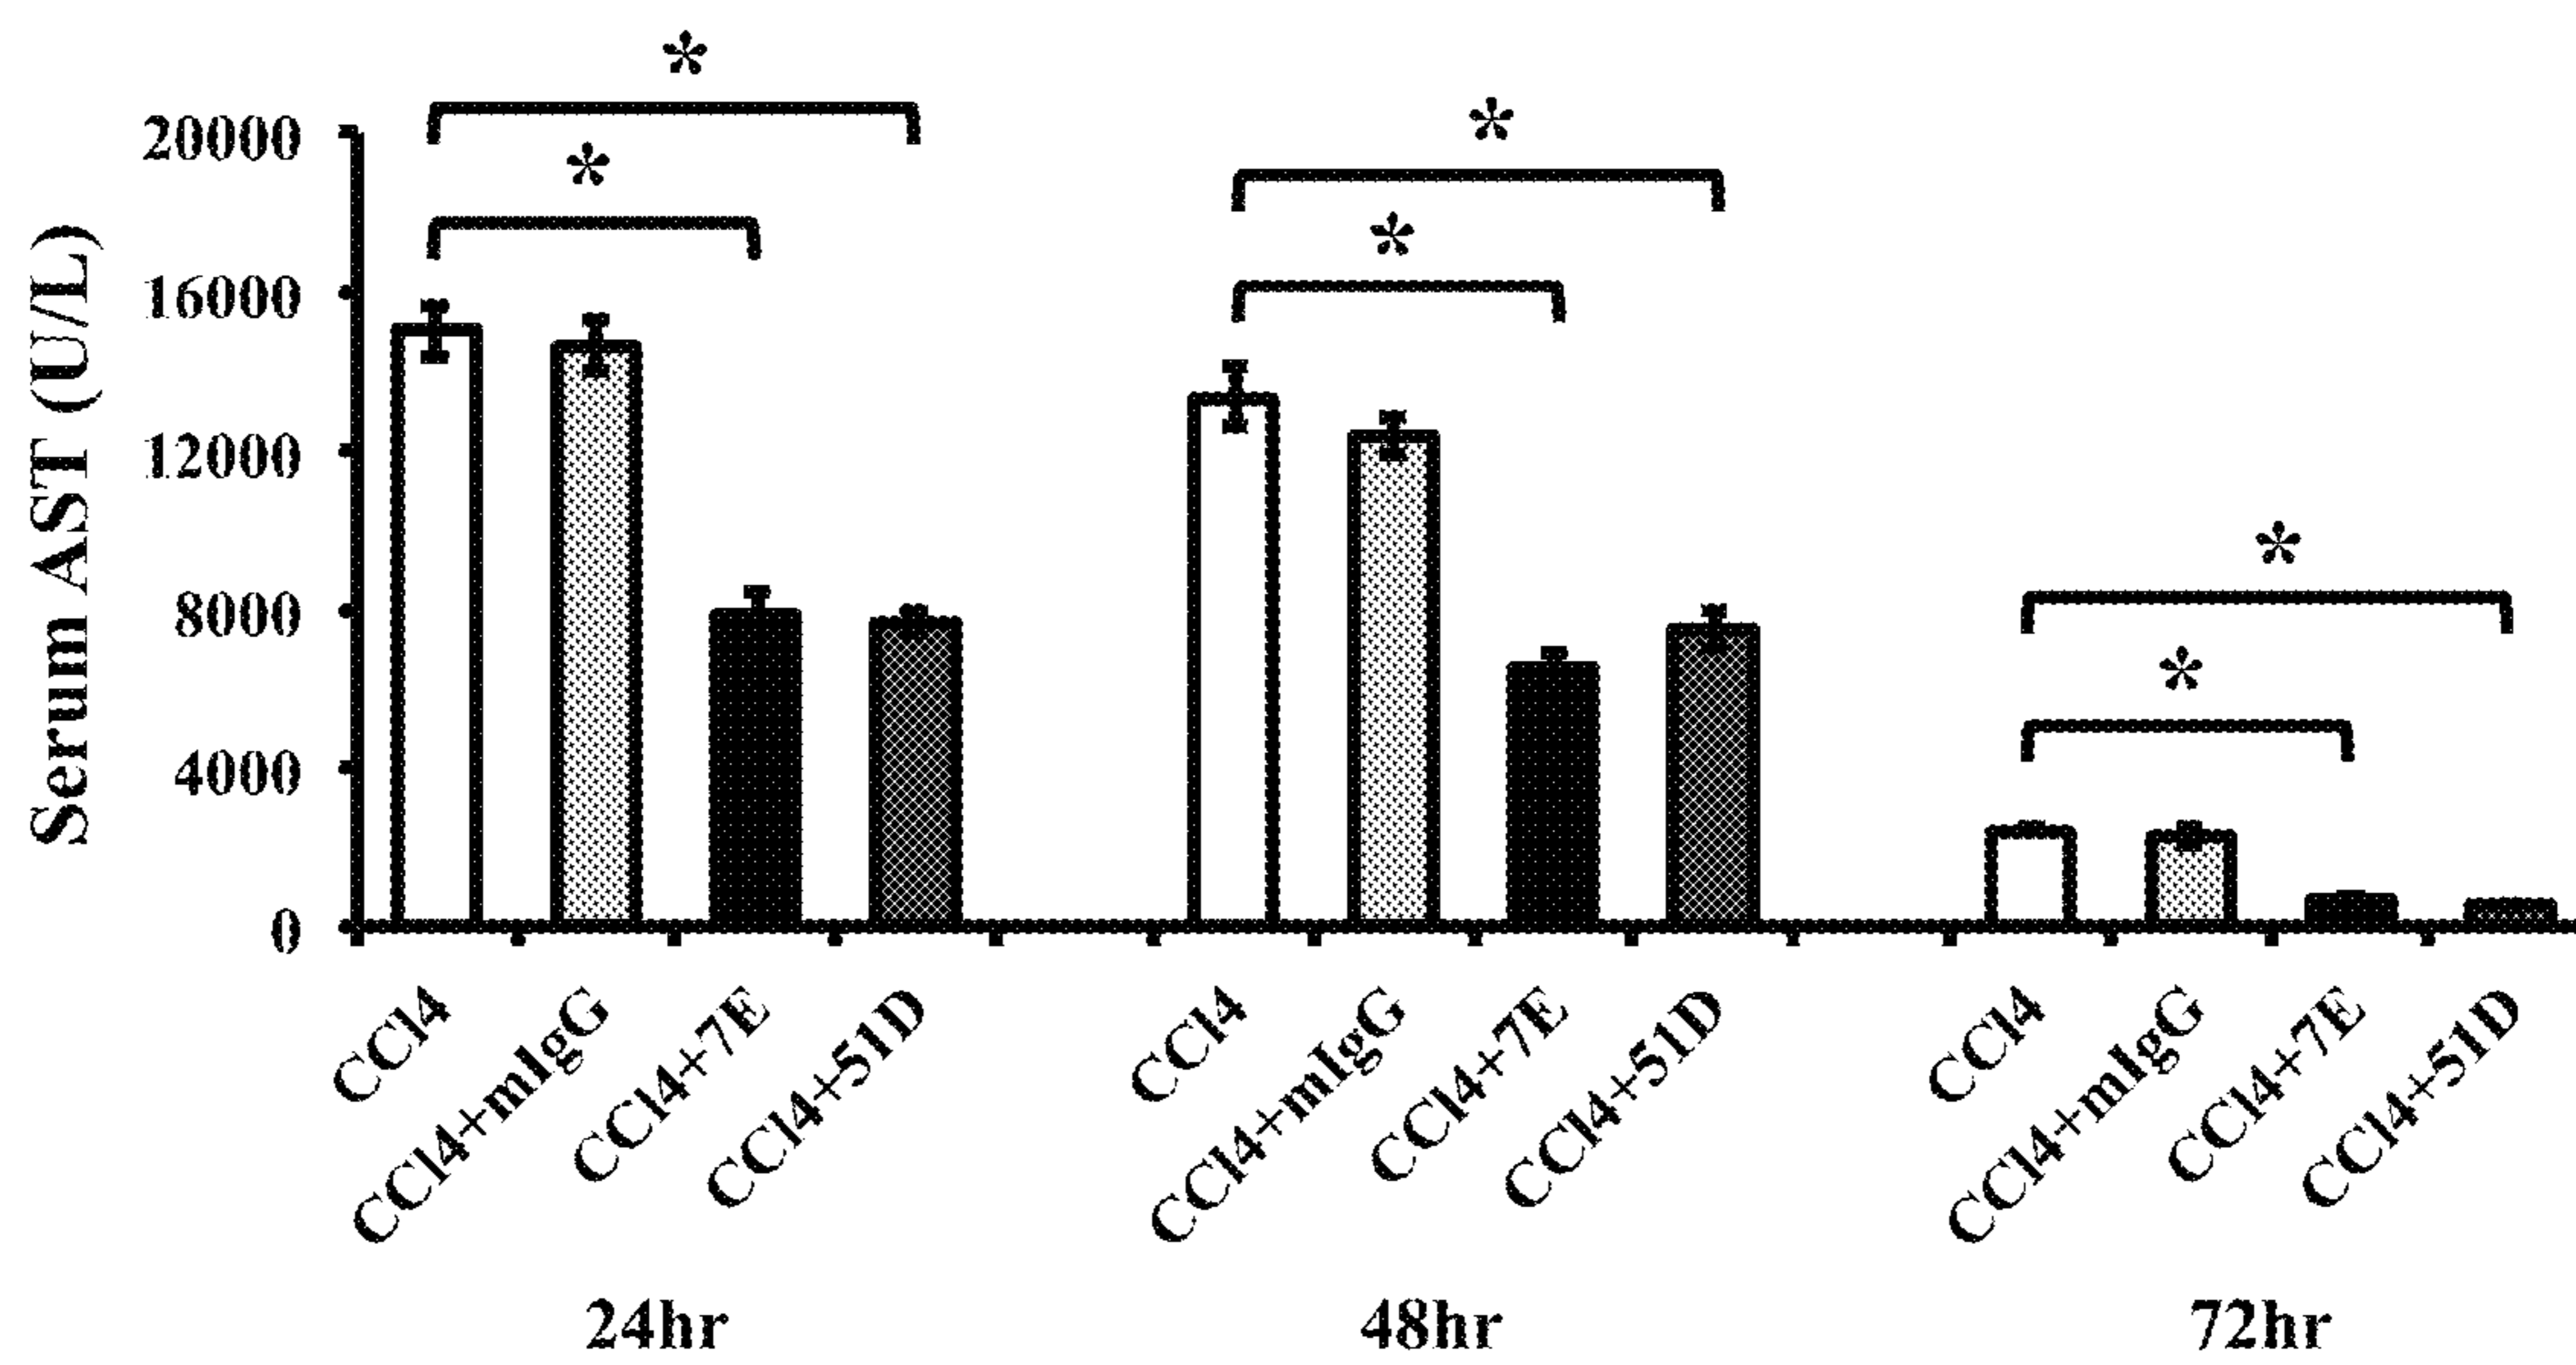 *
*
*
*
*
*
Serum AST (U/L)
20000
16000
12000
8000
4000
0
CCl4
CCl4+mIgG
CCl4+7E
CCl4+51D
CCl4
CCl4+mIgG
CCl4+7E
CCl4+51D
CCl4
CCl4+mIgG
CCl4+7E
CCl4+51D
24hr
48hr
72hr